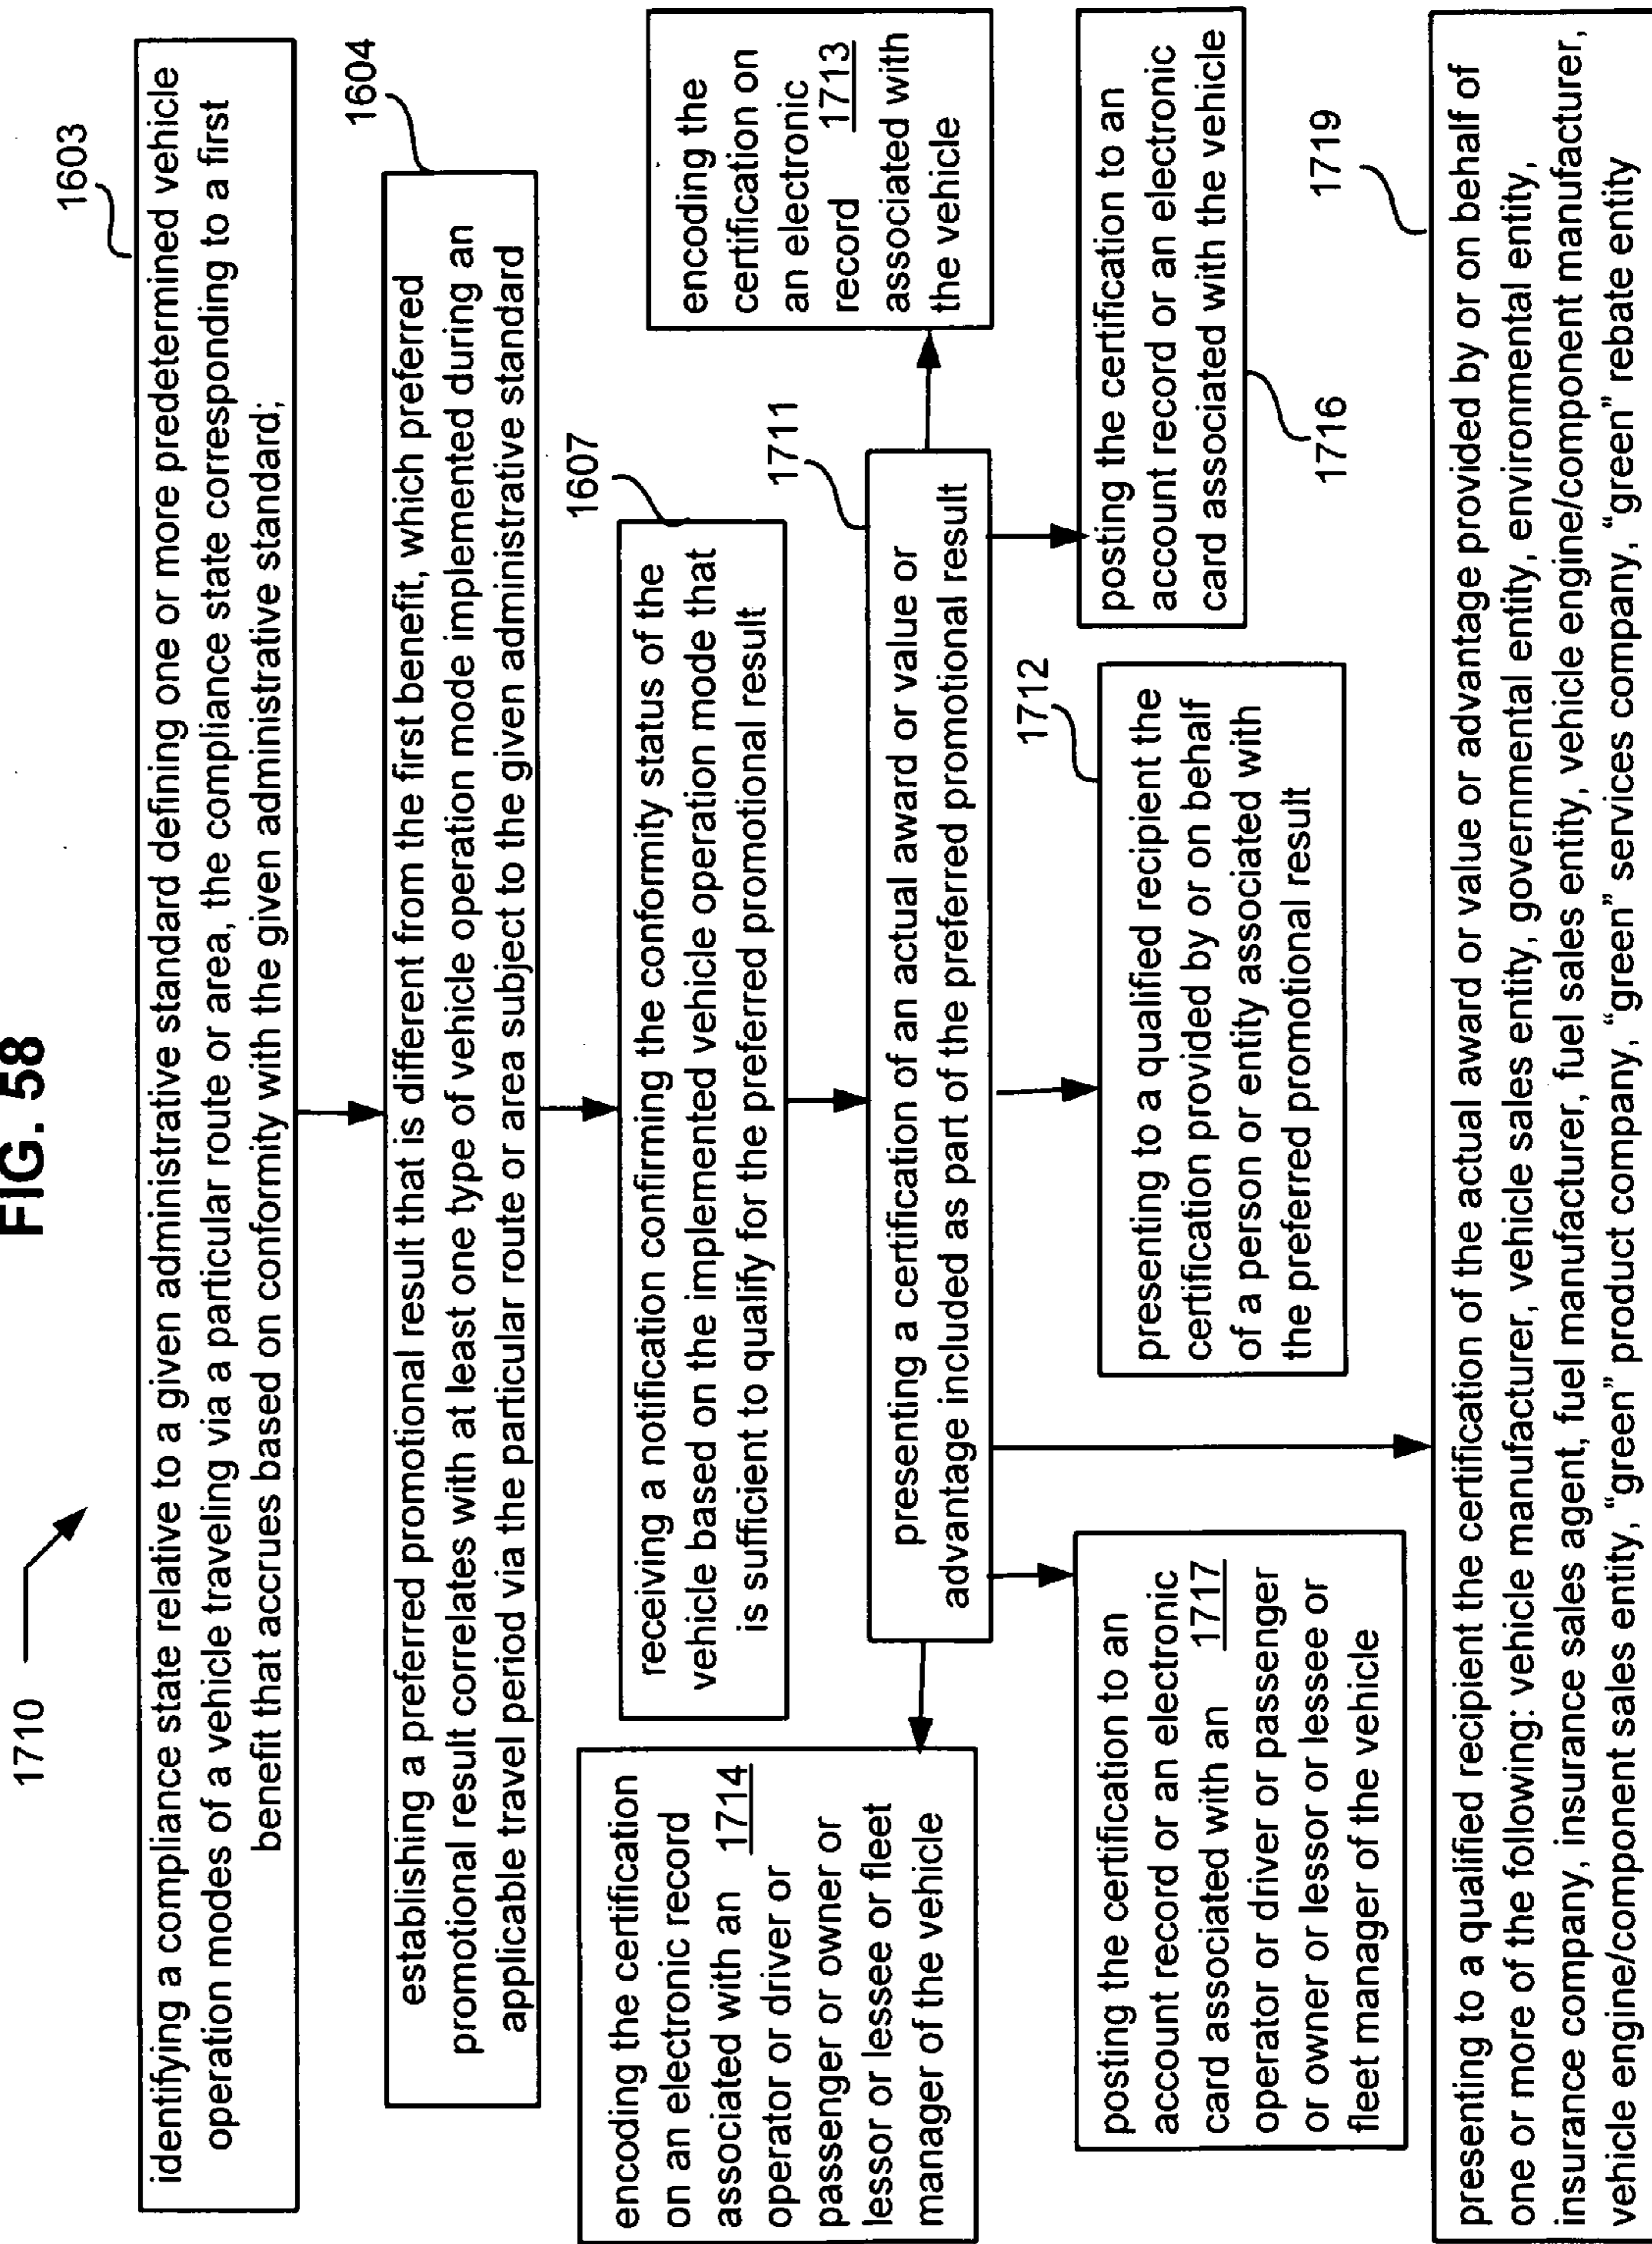 FIG. 58
1710
1603
identifying a compliance state relative to a given administrative standard defining one or more predetermined vehicle
operation modes of a vehicle traveling via a particular route or area, the compliance state corresponding to a first
benefit that accrues based on conformity with the given administrative standard;
1604
establishing a preferred promotional result that is different from the first benefit, which preferred
promotional result correlates with at least one type of vehicle operation mode implemented during an
applicable travel period via the particular route or area subject to the given administrative standard
1607
receiving a notification confirming the conformity status of the
vehicle based on the implemented vehicle operation mode that
is sufficient to qualify for the preferred promotional result
1711
presenting a certification of an actual award or value or
advantage included as part of the preferred promotional result
encoding the certification
on an electronic record
associated with an 1714
operator or driver or
passenger or owner or
lessor or lessee or fleet
manager of the vehicle
encoding the
certification on
an electronic
record 1713
associated with
the vehicle
posting the certification to an
account record or an electronic
card associated with an 1717
operator or driver or passenger
or owner or lessor or lessee or
fleet manager of the vehicle
1712
presenting to a qualified recipient the
certification provided by or on behalf
of a person or entity associated with
the preferred promotional result
posting the certification to an
account record or an electronic
card associated with the vehicle
1716
1719
presenting to a qualified recipient the certification of the actual award or value or advantage provided by or on behalf of
one or more of the following: vehicle manufacturer, vehicle sales entity, governmental entity, environmental entity,
insurance company, insurance sales agent, fuel manufacturer, fuel sales entity, vehicle engine/component manufacturer,
vehicle engine/component sales entity, "green" product company, "green" services company, "green" rebate entity